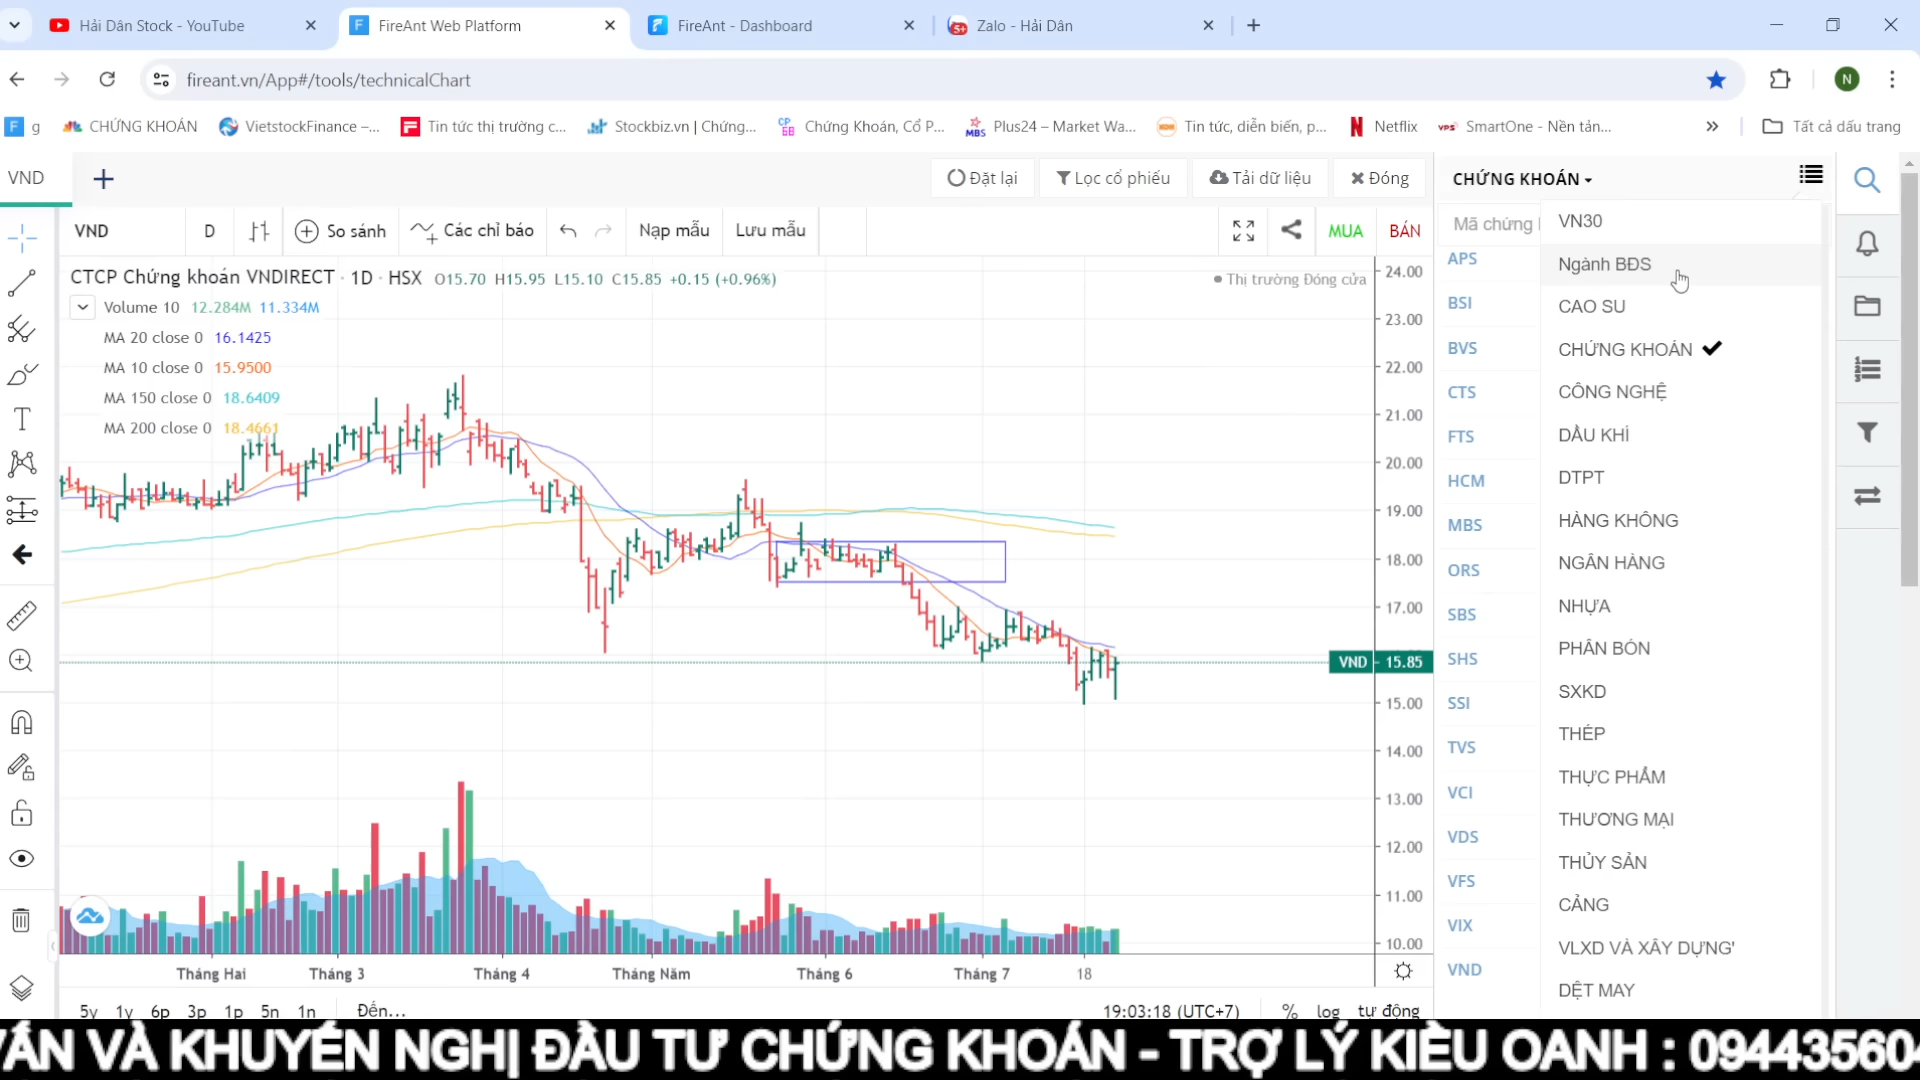 Hải Dân Stock - YouTube
FireAnt Web Platform
FireAnt - Dashboard
Zalo - Hải Dân
fireant.vn/App#/tools/technicalChart
N
g
CHỨNG KHOÁN
VietstockFinance –...
Tin tức thị trường c...
Stockbiz.vn | Chứng...
Chứng Khoán, Cổ P...
Plus24 – Market Wa...
Tin tức, diễn biến, p...
Netflix
SmartOne - Nền tản...
Tất cả dấu trang
VND
Đặt lại
Lọc cổ phiếu
Tải dữ liệu
Đóng
CHỨNG KHOÁN
VND
D
So sánh
Các chỉ báo
Nạp mẫu
Lưu mẫu
MUA
BÁN
CTCP Chứng khoán VNDIRECT · 1D · HSX O15.70 H15.95 L15.10 C15.85 +0.15 (+0.96%)
Thị trường Đóng cửa
Volume 10 12.284M 11.334M
MA 20 close 0 16.1425
MA 10 close 0 15.9500
MA 150 close 0 18.6409
MA 200 close 0 18.4661
24.00
23.00
22.00
21.00
20.00
19.00
18.00
17.00
VND 15.85
15.00
14.00
13.00
12.00
11.00
10.00
Tháng Hai
Tháng 3
Tháng 4
Tháng Năm
Tháng 6
Tháng 7
18
5y 1y 6p 3p 1p 5n 1n Đến...
19:03:18 (UTC+7) % log tự động
Mã chứng
APS
BSI
BVS
CTS
FTS
HCM
MBS
ORS
SBS
SHS
SSI
TVS
VCI
VDS
VFS
VIX
VND
VN30
Ngành BĐS
CAO SU
CHỨNG KHOÁN
CÔNG NGHỆ
DẦU KHÍ
DTPT
HÀNG KHÔNG
NGÂN HÀNG
NHỰA
PHÂN BÓN
SXKD
THÉP
THỰC PHẨM
THƯƠNG MẠI
THỦY SẢN
CẢNG
VLXD VÀ XÂY DỰNG'
DỆT MAY
VẤN VÀ KHUYẾN NGHỊ ĐẦU TƯ CHỨNG KHOÁN - TRỢ LÝ KIỀU OANH : 094435604